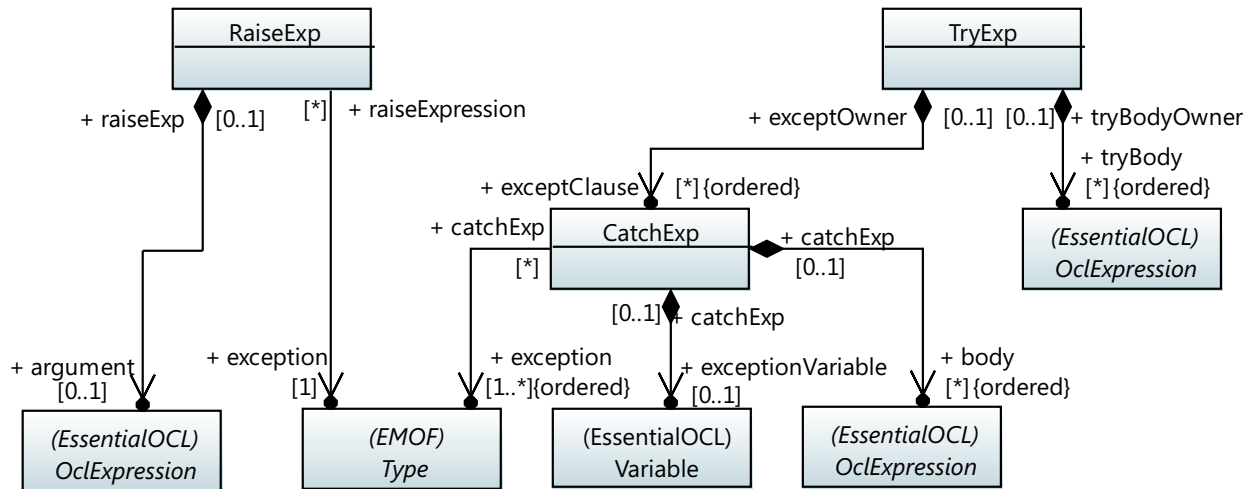 RaiseExp
TryExp
+ raiseExp
[0..1]
[*]
+ raiseExpression
+ exceptOwner
[0..1]
[0..1]
+ tryBodyOwner
+ exceptClause
[*]{ordered}
+ tryBody
[*]{ordered}
+ catchExp
[*]
CatchExp
+ catchExp
[0..1]
(EssentialOCL)
OclExpression
[0..1]
+ catchExp
+ argument
[0..1]
+ exception
[1]
+ exception
[1..*]{ordered}
+ exceptionVariable
[0..1]
+ body
[*]{ordered}
(EssentialOCL)
OclExpression
(EMOF)
Type
(EssentialOCL)
Variable
(EssentialOCL)
OclExpression